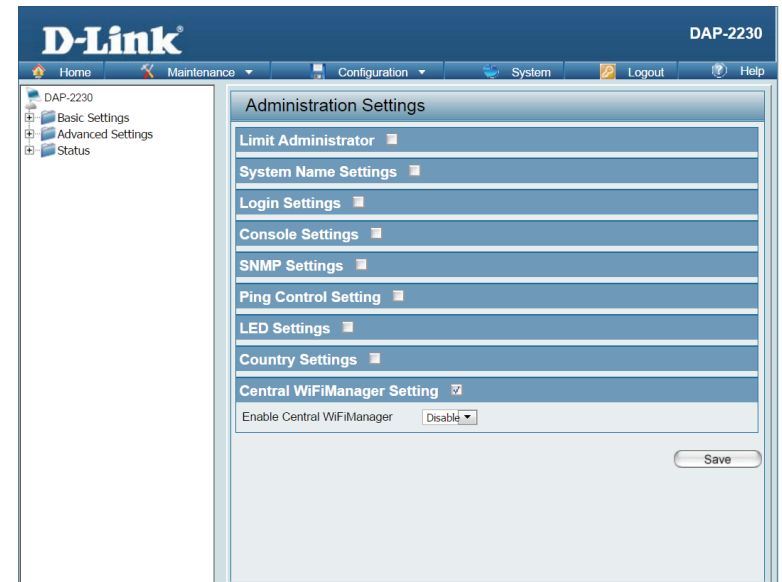 D-Link®
DAP-2230
Home Maintenance Configuration System Logout Help
DAP-2230
Basic Settings
Advanced Settings
Status
Administration Settings
Limit Administrator
System Name Settings
Login Settings
Console Settings
SNMP Settings
Ping Control Setting
LED Settings
Country Settings
Central WiFiManager Setting
Enable Central WiFiManager Disable
Save